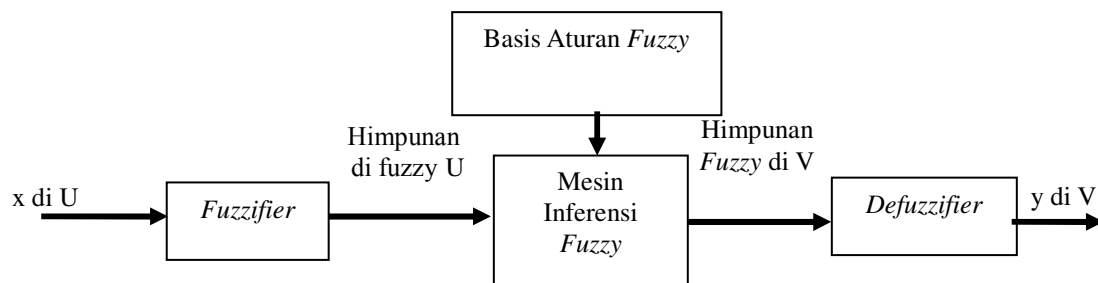 Basis Aturan Fuzzy
Himpunan
di fuzzy U
Himpunan
Fuzzy di V
x di U
Fuzzifier
Mesin
Inferensi
Fuzzy
Defuzzifier
y di V